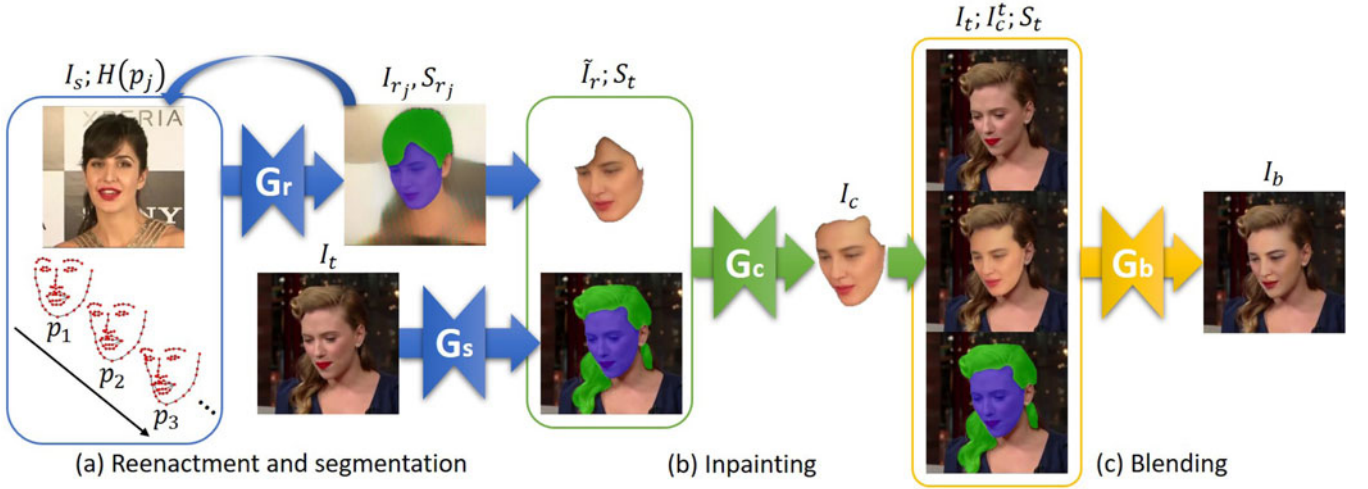 I_s; H(p_j)
I_{r_j}, S_{r_j}
Ĩ_r; S_t
I_t; I_c^t; S_t
XPERIA
SONY
G_r
I_t
G_s
p_1
p_2
p_3
...
G_c
I_c
G_b
I_b
(a) Reenactment and segmentation
(b) Inpainting
(c) Blending